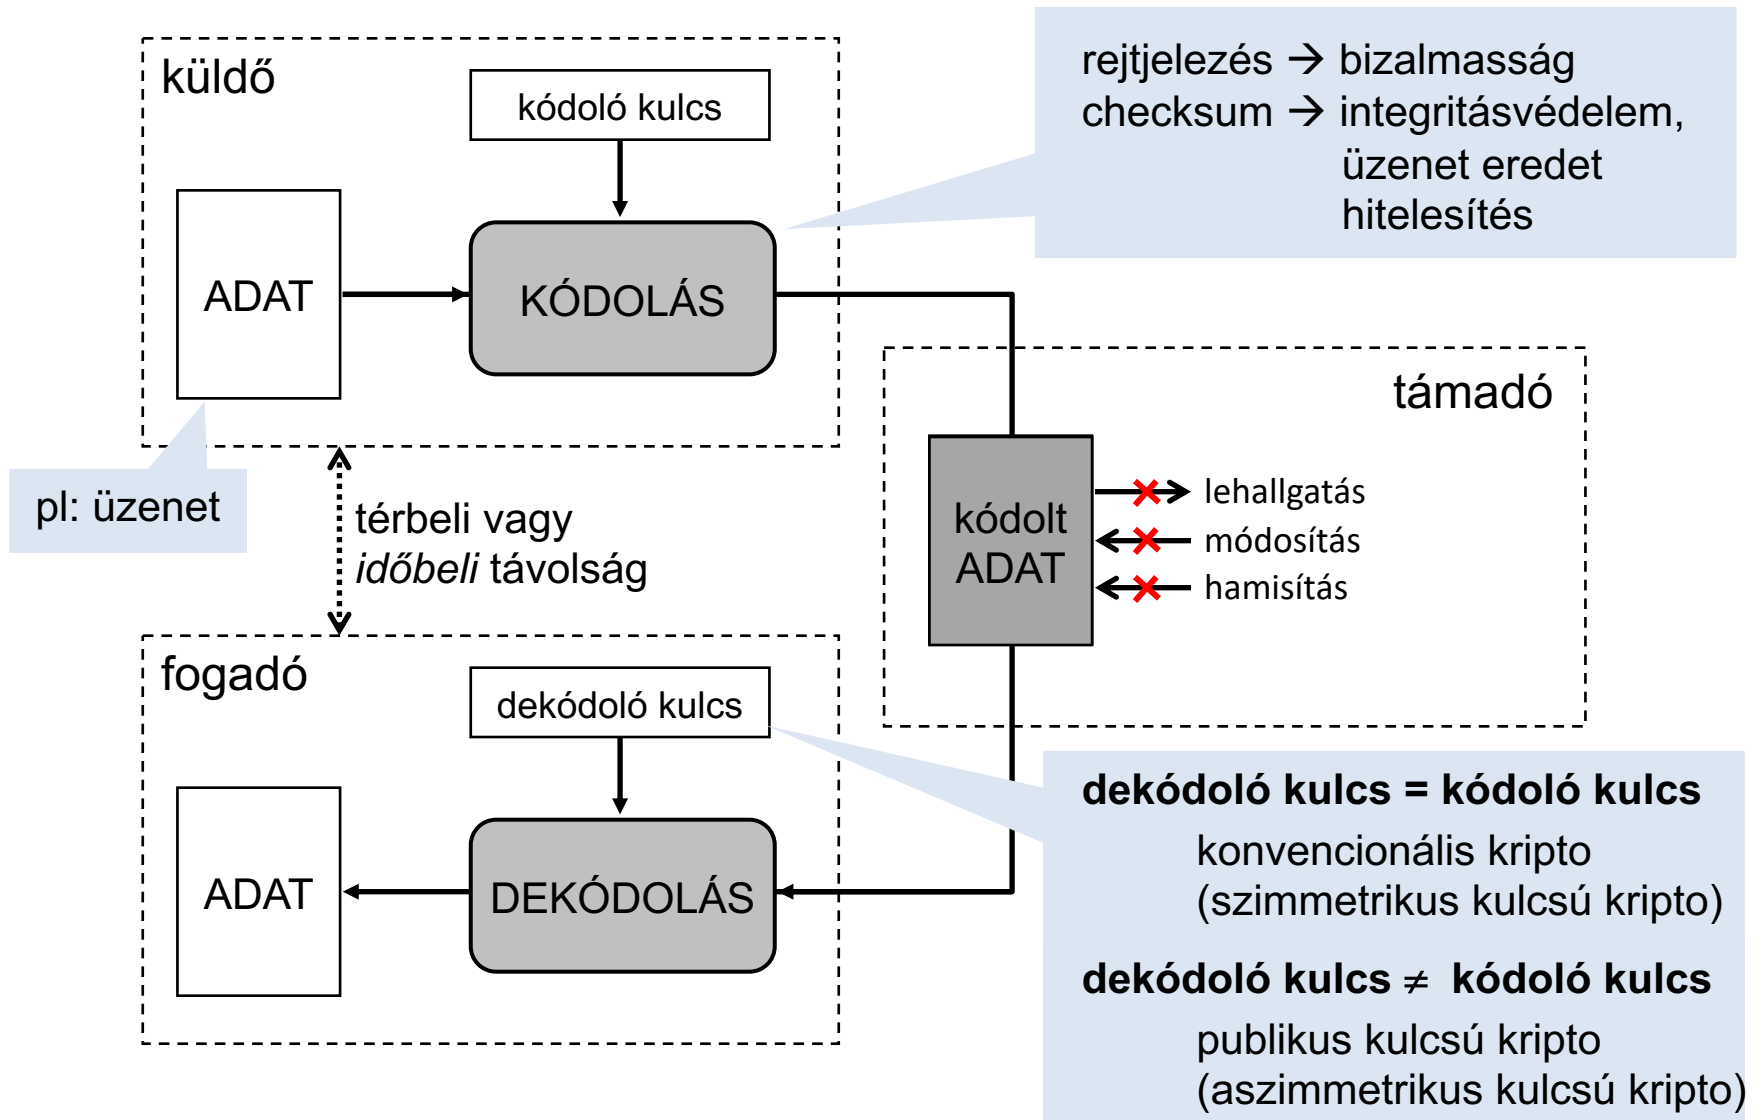 küldő
kódoló kulcs
ADAT
KÓDOLÁS
rejtjelezés → bizalmasság
checksum → integritásvédelem,
üzenet eredet
hitelesítés
pl: üzenet
térbeli vagy
időbeli távolság
támadó
kódolt
ADAT
lehallgatás
módosítás
hamisítás
fogadó
dekódoló kulcs
ADAT
DEKÓDOLÁS
dekódoló kulcs = kódoló kulcs
konvencionális kripto
(szimmetrikus kulcsú kripto)
dekódoló kulcs ≠ kódoló kulcs
publikus kulcsú kripto
(aszimmetrikus kulcsú kripto)